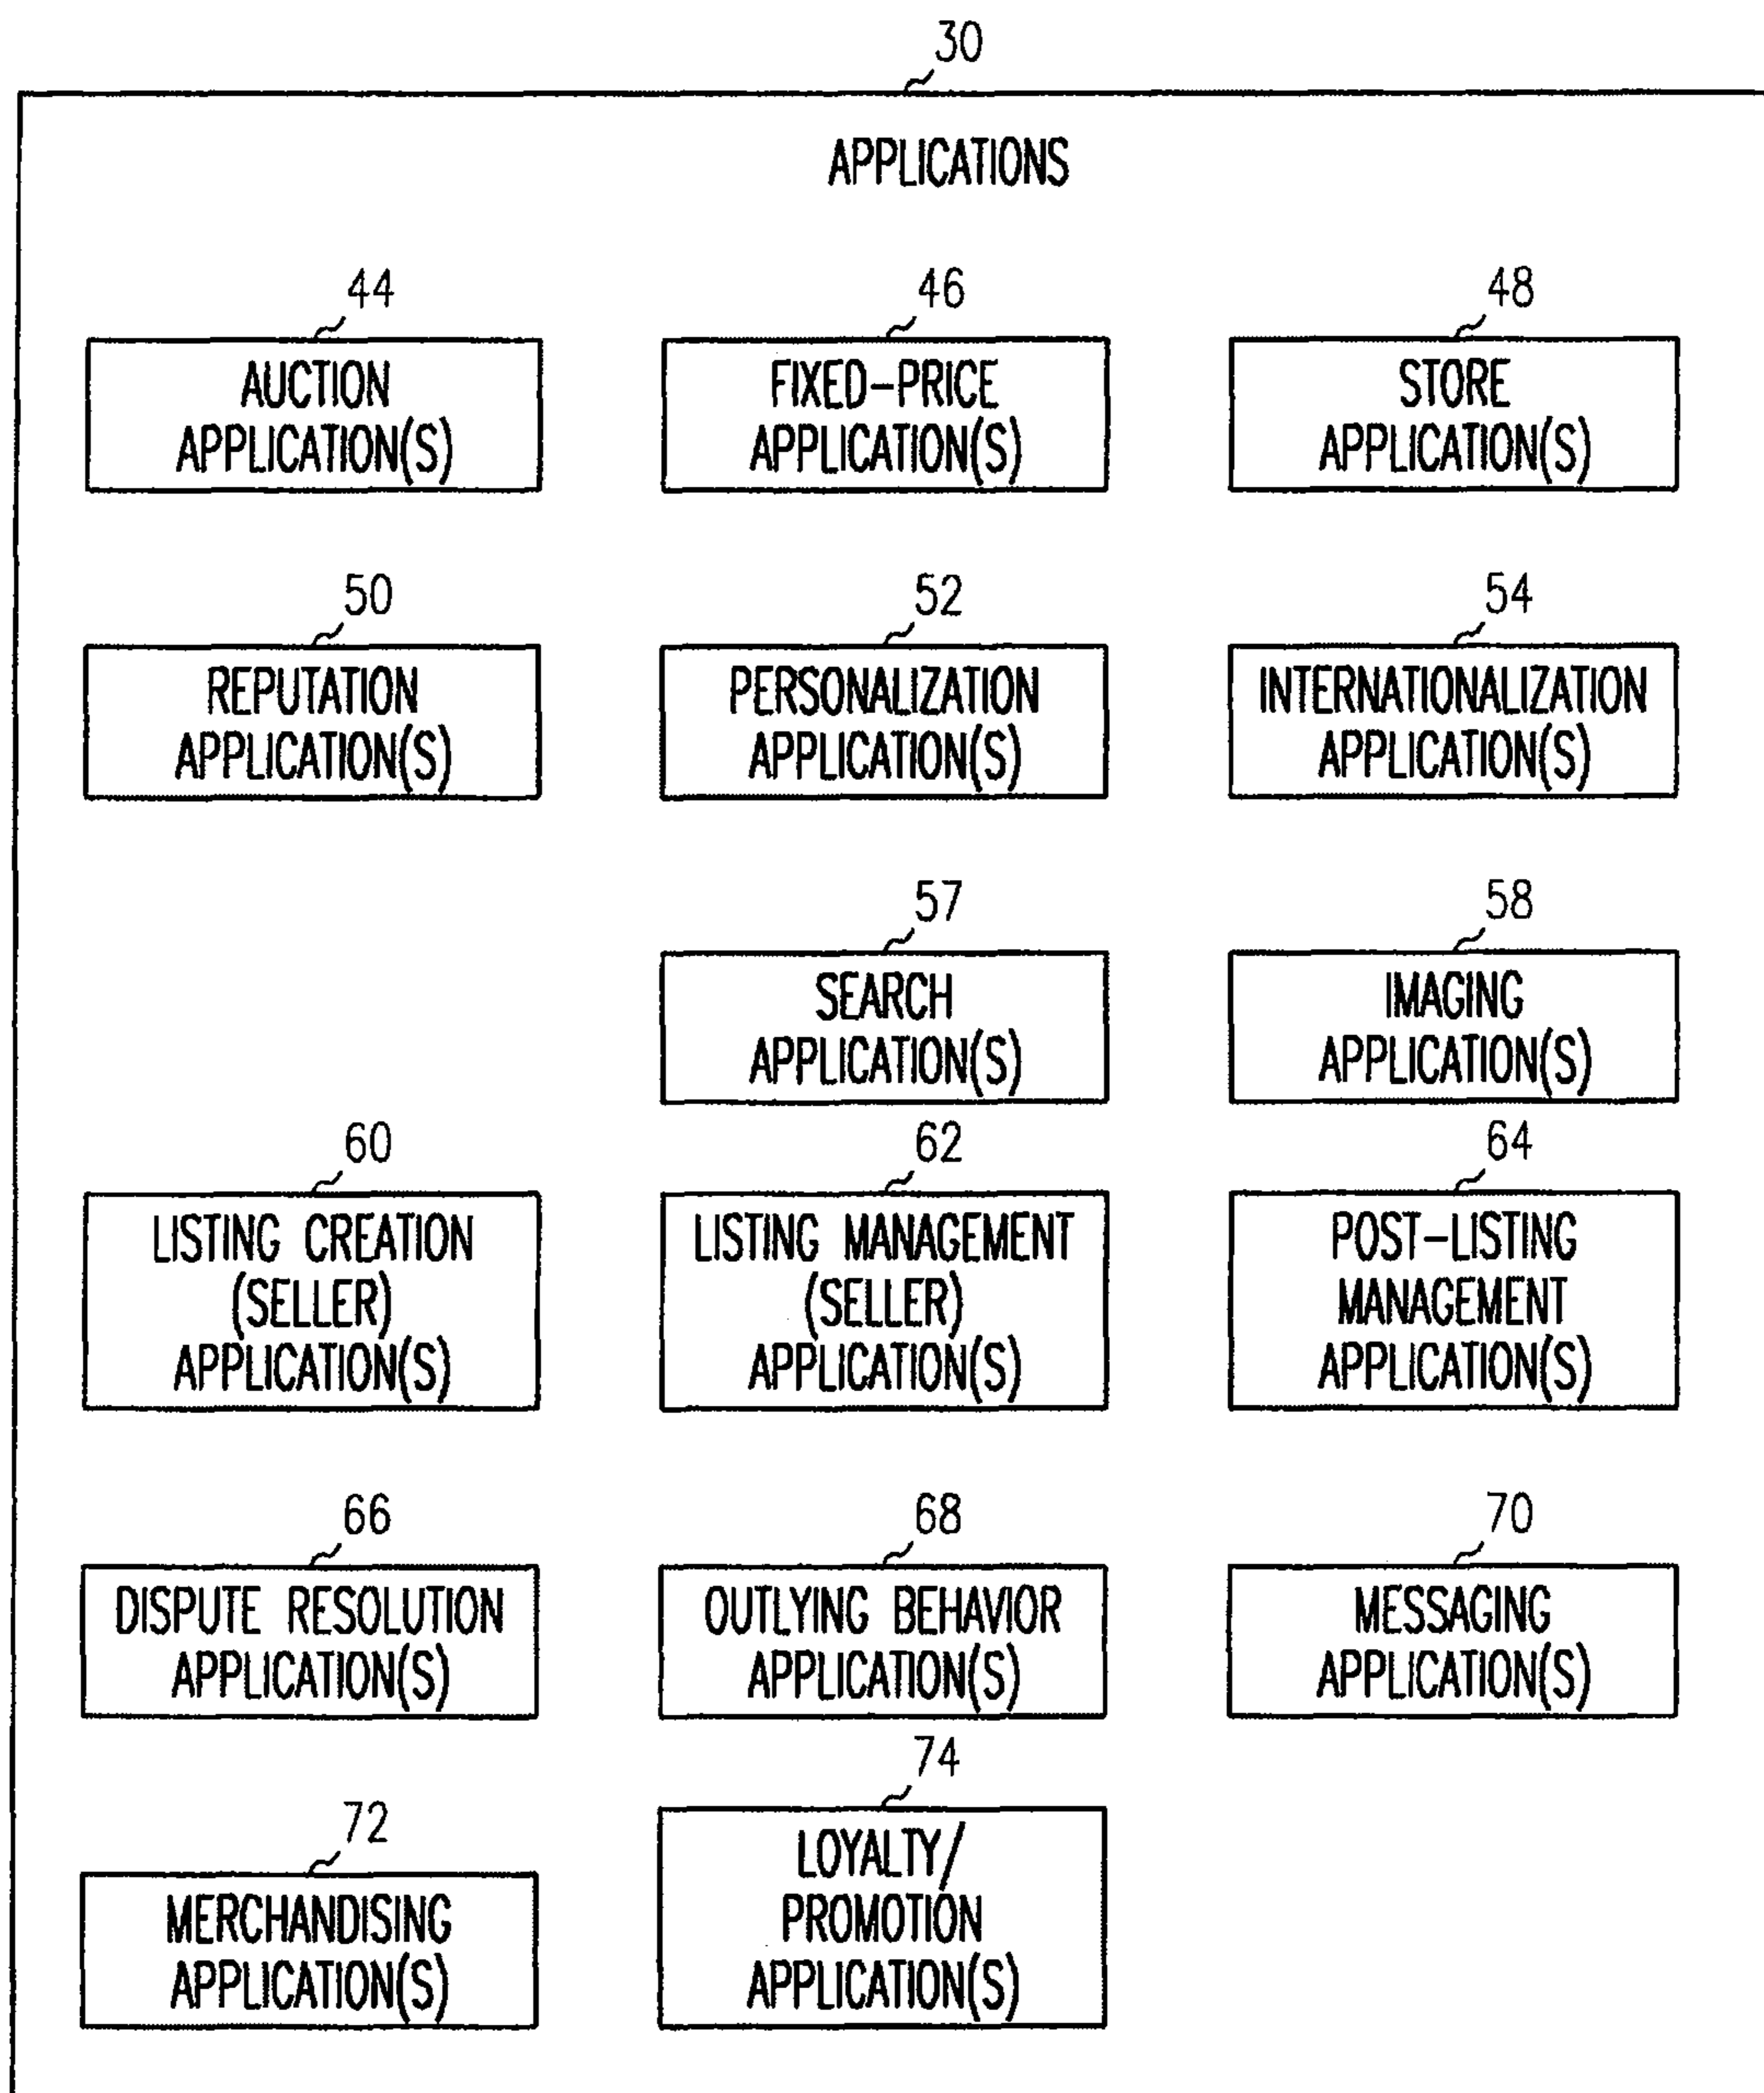 30
APPLICATIONS
44
AUCTION
APPLICATION(S)
46
FIXED-PRICE
APPLICATION(S)
48
STORE
APPLICATION(S)
50
REPUTATION
APPLICATION(S)
52
PERSONALIZATION
APPLICATION(S)
54
INTERNATIONALIZATION
APPLICATION(S)
57
SEARCH
APPLICATION(S)
58
IMAGING
APPLICATION(S)
60
LISTING CREATION
(SELLER)
APPLICATION(S)
62
LISTING MANAGEMENT
(SELLER)
APPLICATION(S)
64
POST-LISTING
MANAGEMENT
APPLICATION(S)
66
DISPUTE RESOLUTION
APPLICATION(S)
68
OUTLYING BEHAVIOR
APPLICATION(S)
70
MESSAGING
APPLICATION(S)
72
MERCHANDISING
APPLICATION(S)
74
LOYALTY/
PROMOTION
APPLICATION(S)